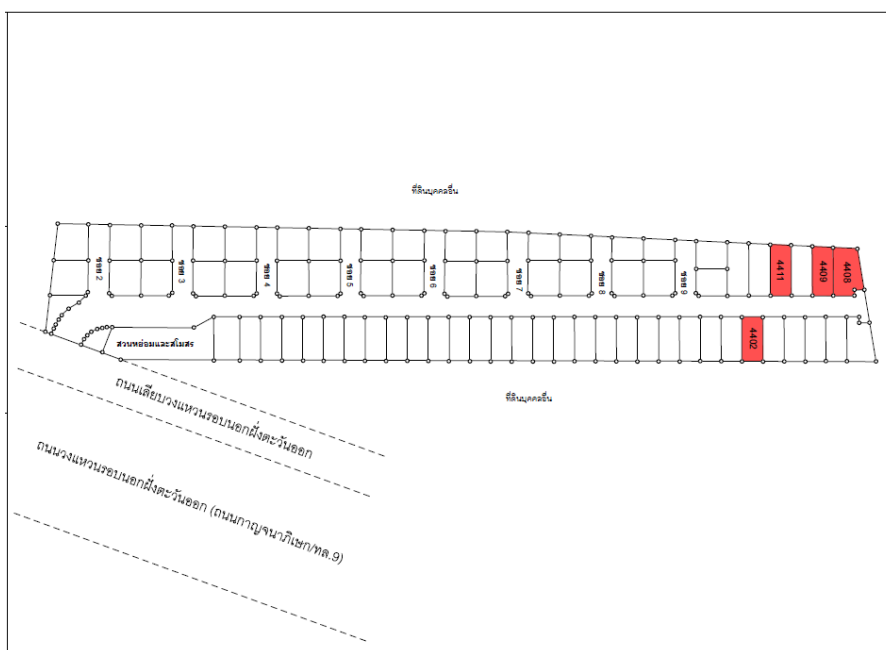 ที่ดินบุคคลอื่น
4411
4409
4408
ซอย 2
ซอย 3
ซอย 4
ซอย 5
ซอย 6
ซอย 7
ซอย 8
ซอย 9
4402
สวนหย่อมและสโมสร
ที่ดินบุคคลอื่น
ถนนเลียบวงแหวนรอบนอกฝั่งตะวันออก
ถนนวงแหวนรอบนอกฝั่งตะวันออก (ถนนกาญจนาภิเษก/ทล.9)